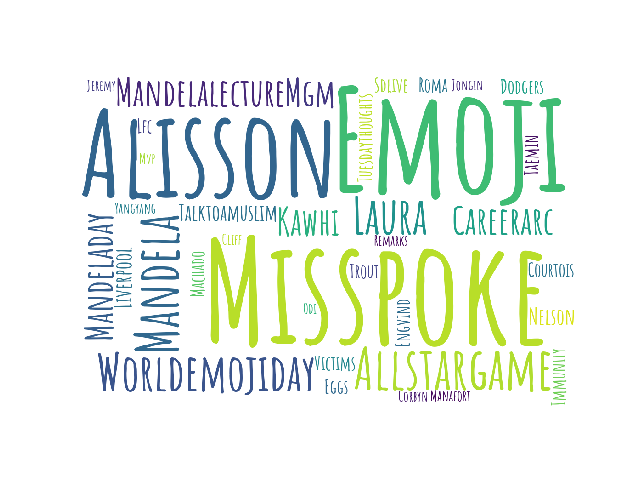 Jeremy
MandelalectureMgm
Sdlive
Roma Jongin
Dodgers
Alisson
Emoji
Lfc
Mvp
Tuesdaythoughts
Taemin
Yangyang
Talktoamuslim
Kawhi
Laura
Careerarc
Remarks
Mandeladay
Liverpool
Mandela
Machado
Cliff
Misspoke
Odi
Trout
Engvind
Courtois
Nelson
Worldemojiday
Victims
Eggs
Allstargame
Immunity
Corbyn Manafort